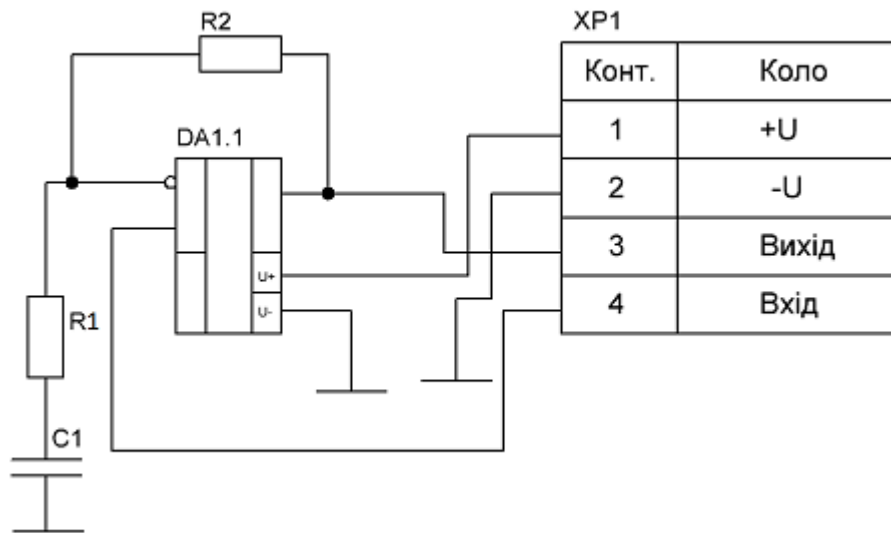 R2
XP1
Конт. Коло
DA1.1
1 +U
2 -U
3 Вихід
U+
4 Вхід
U-
R1
C1